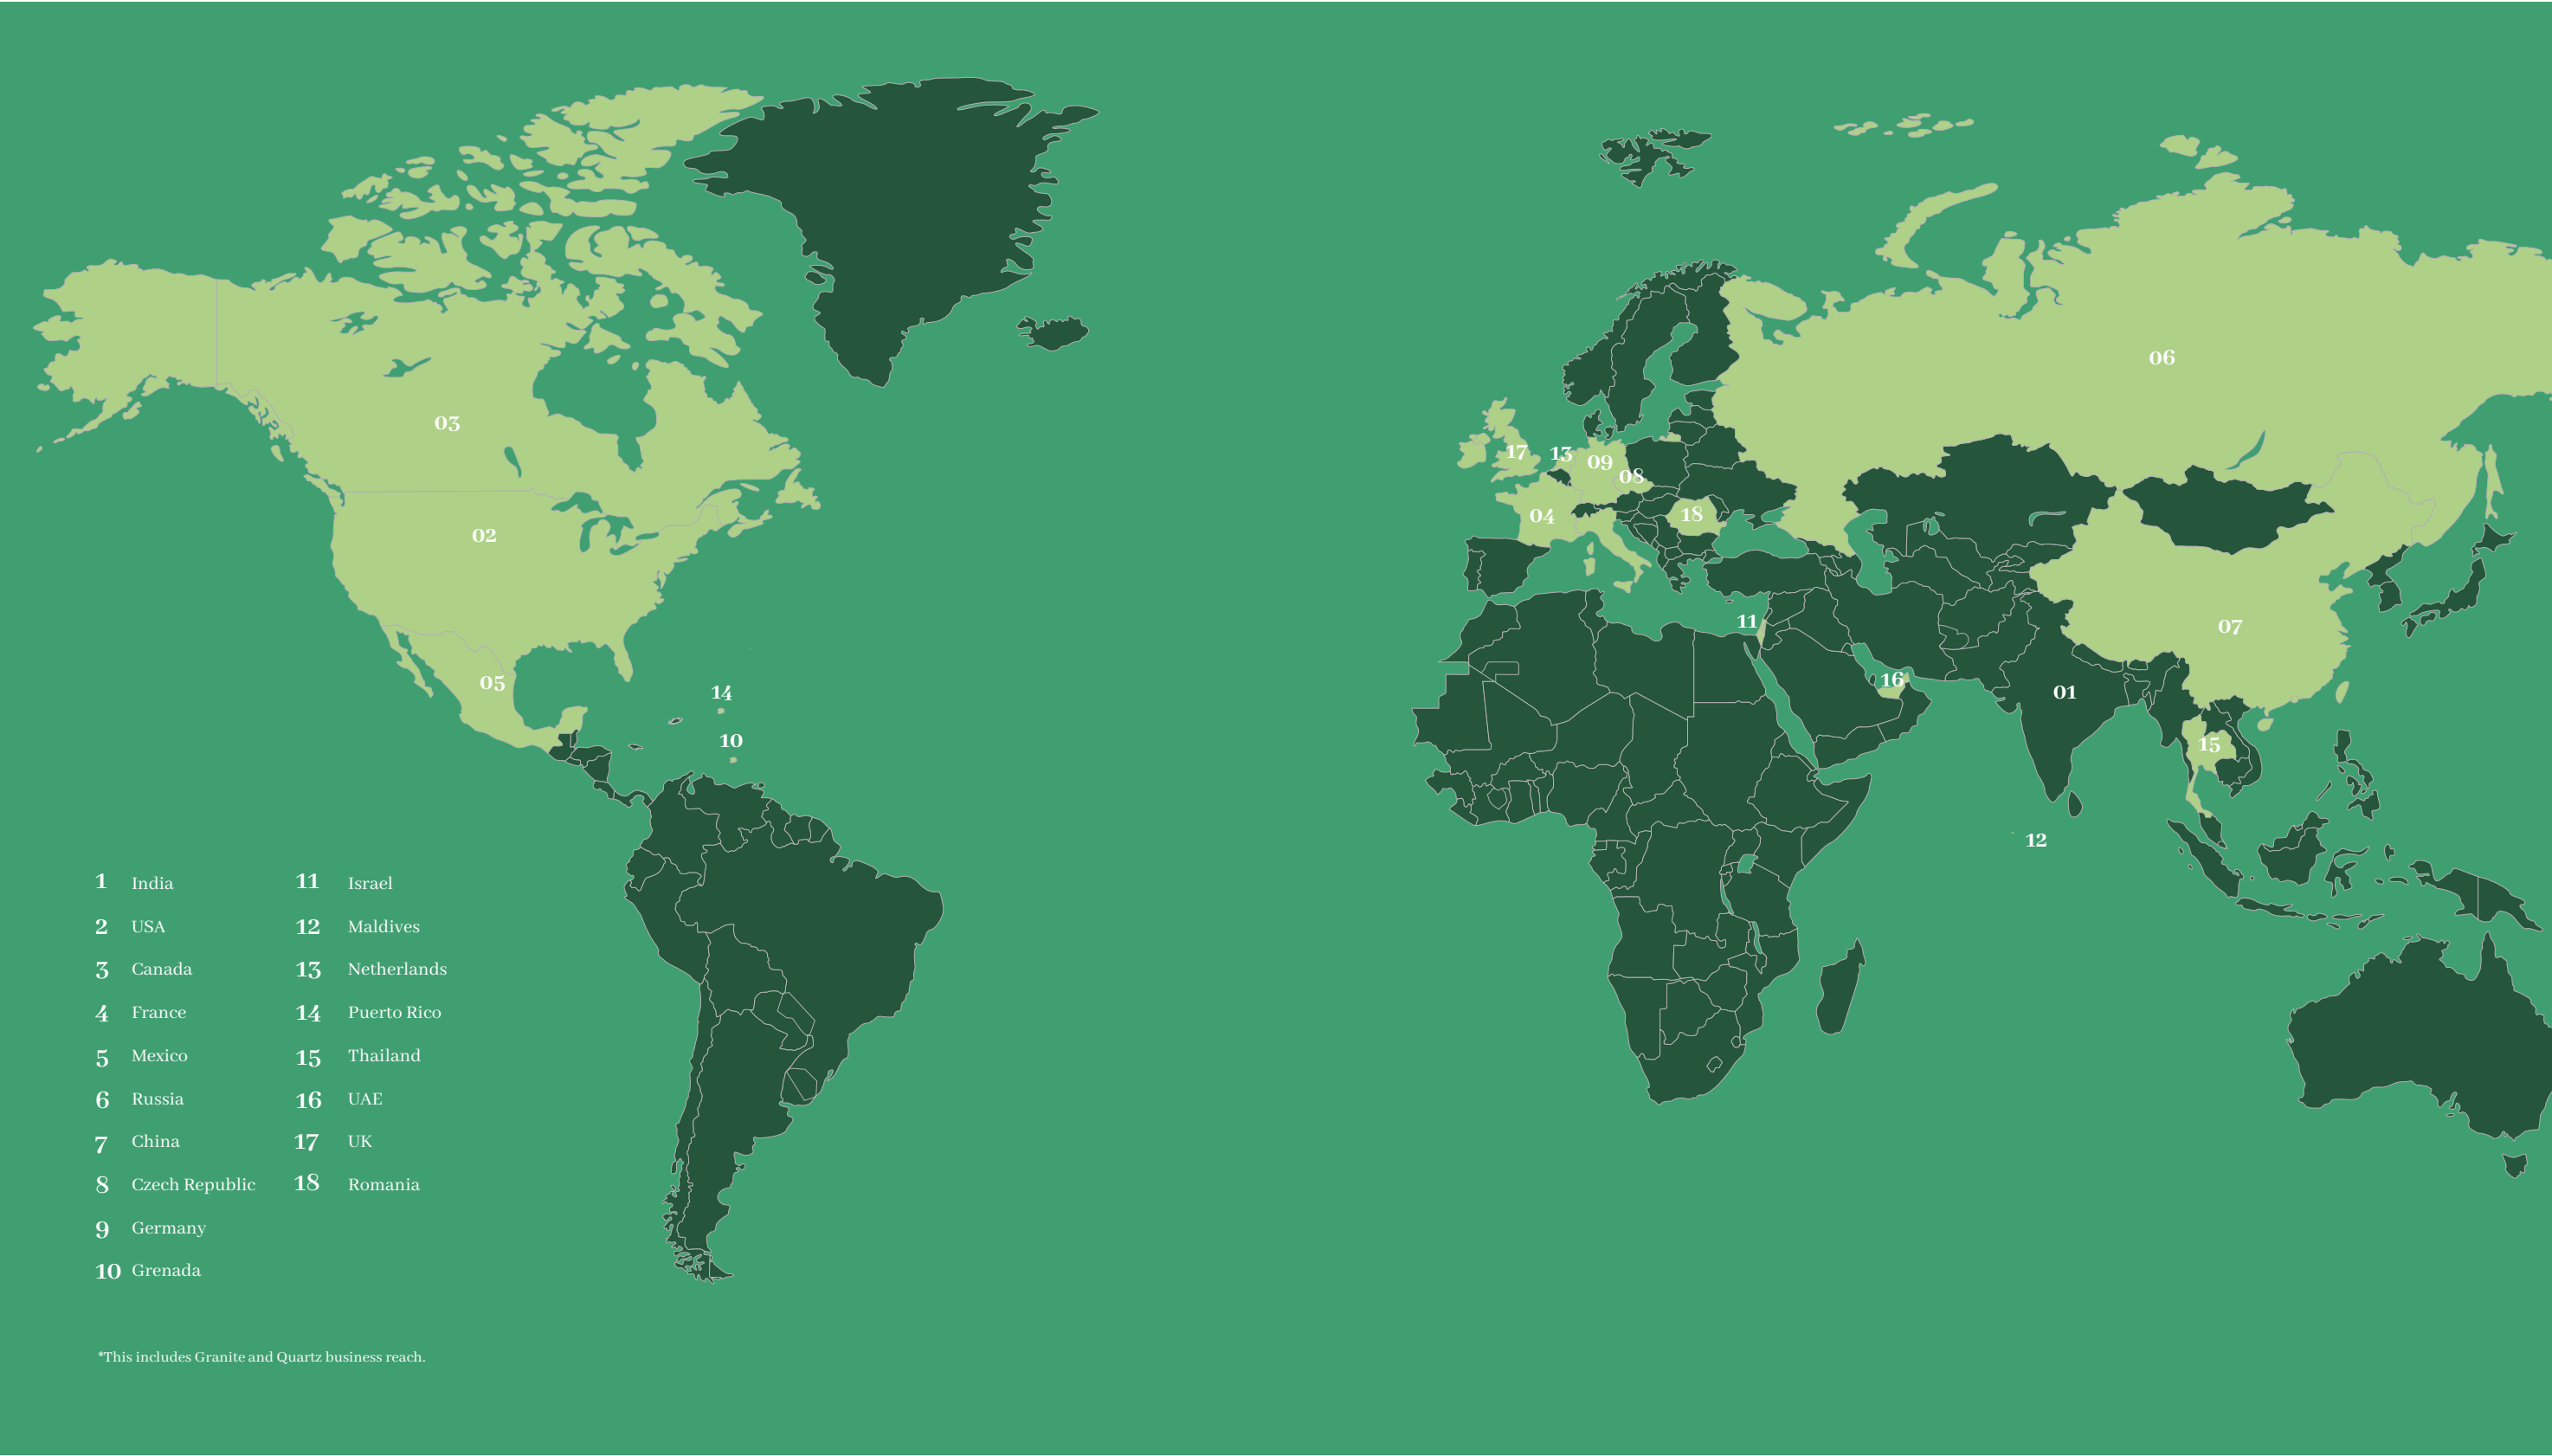 03
02
05
14
10
17
13
09
08
04
18
06
11
16
07
01
15
12
1 India
2 USA
3 Canada
4 France
5 Mexico
6 Russia
7 China
8 Czech Republic
9 Germany
10 Grenada
11 Israel
12 Maldives
13 Netherlands
14 Puerto Rico
15 Thailand
16 UAE
17 UK
18 Romania
*This includes Granite and Quartz business reach.